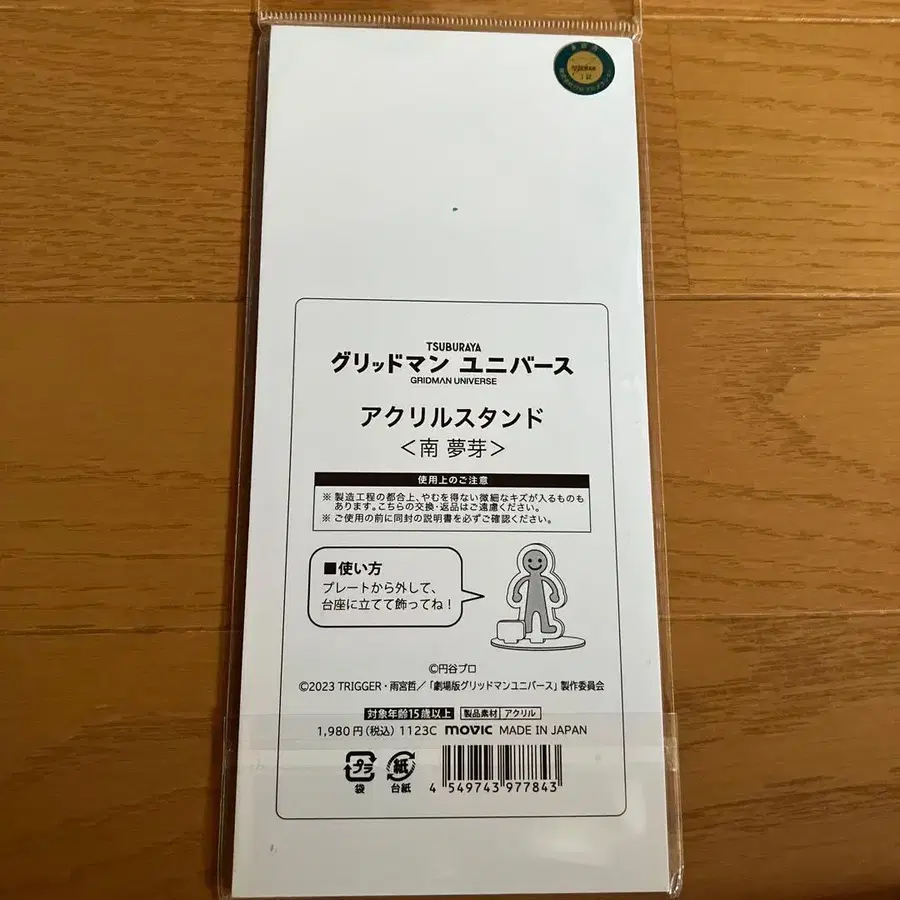 TSUBURAYA
グリッドマン ユニバース
GRIDMAN UNIVERSE
アクリルスタンド
＜南 夢芽＞
使用上のご注意
※ 製造工程の都合上、やむを得ない微細なキズが入るものも
あります。こちらの交換・返品はご遠慮ください。
※ ご使用の前に同封の説明書を必ずご確認ください。
■使い方
プレートから外して、
台座に立てて飾ってね！
©円谷プロ
©2023 TRIGGER・雨宮哲／「劇場版グリッドマンユニバース」製作委員会
対象年齢15歳以上 製品素材 アクリル
1,980円（税込） 1123C movic MADE IN JAPAN
プラ 紙
袋 台紙
4 549743 977843